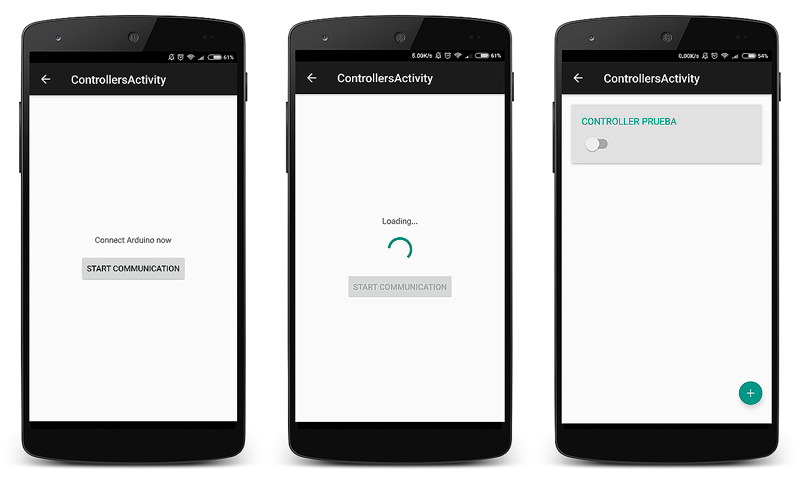 61%
ControllersActivity
Connect Arduino now
START COMMUNICATION
5.00K/s 61%
ControllersActivity
Loading...
START COMMUNICATION
0.00K/s 54%
ControllersActivity
CONTROLLER PRUEBA